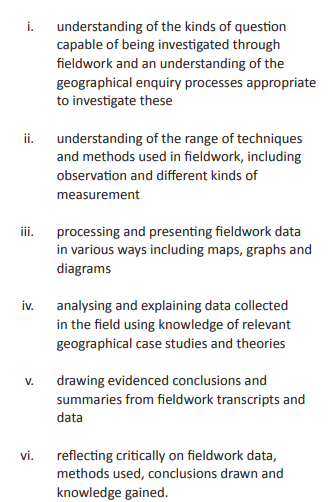 i. understanding of the kinds of question
capable of being investigated through
fieldwork and an understanding of the
geographical enquiry processes appropriate
to investigate these
ii. understanding of the range of techniques
and methods used in fieldwork, including
observation and different kinds of
measurement
iii. processing and presenting fieldwork data
in various ways including maps, graphs and
diagrams
iv. analysing and explaining data collected
in the field using knowledge of relevant
geographical case studies and theories
v. drawing evidenced conclusions and
summaries from fieldwork transcripts and
data
vi. reflecting critically on fieldwork data,
methods used, conclusions drawn and
knowledge gained.